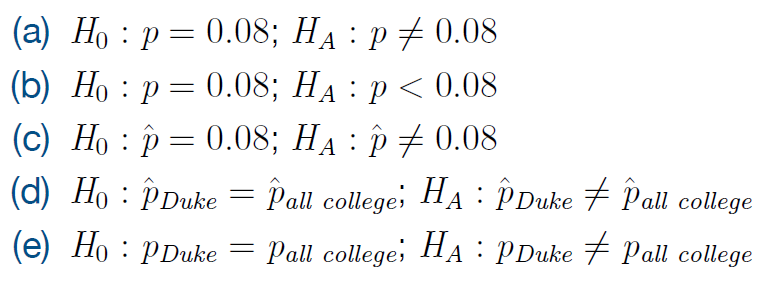 (a) H₀ : p = 0.08; H_A : p ≠ 0.08
(b) H₀ : p = 0.08; H_A : p < 0.08
(c) H₀ : p̂ = 0.08; H_A : p̂ ≠ 0.08
(d) H₀ : p̂_Duke = p̂_all college; H_A : p̂_Duke ≠ p̂_all college
(e) H₀ : p_Duke = p_all college; H_A : p_Duke ≠ p_all college